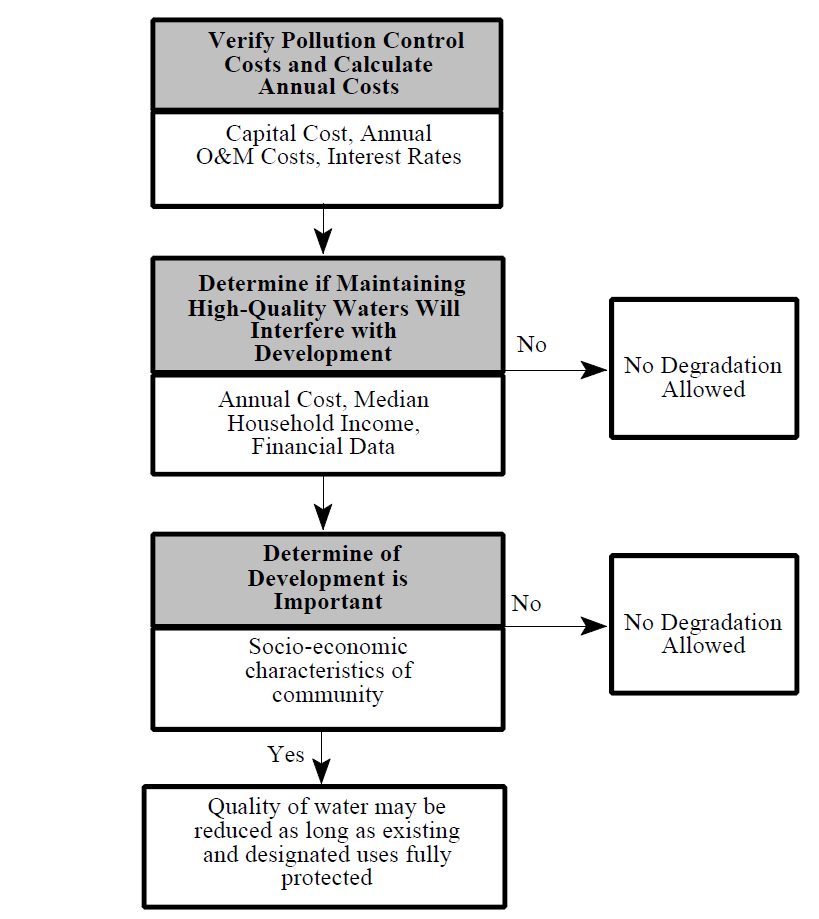 Verify Pollution Control
Costs and Calculate
Annual Costs
Capital Cost, Annual
O&M Costs, Interest Rates
Determine if Maintaining
High-Quality Waters Will
Interfere with
Development
No
No Degradation
Allowed
Annual Cost, Median
Household Income,
Financial Data
Determine of
Development is
Important
No
No Degradation
Allowed
Socio-economic
characteristics of
community
Yes
Quality of water may be
reduced as long as existing
and designated uses fully
protected